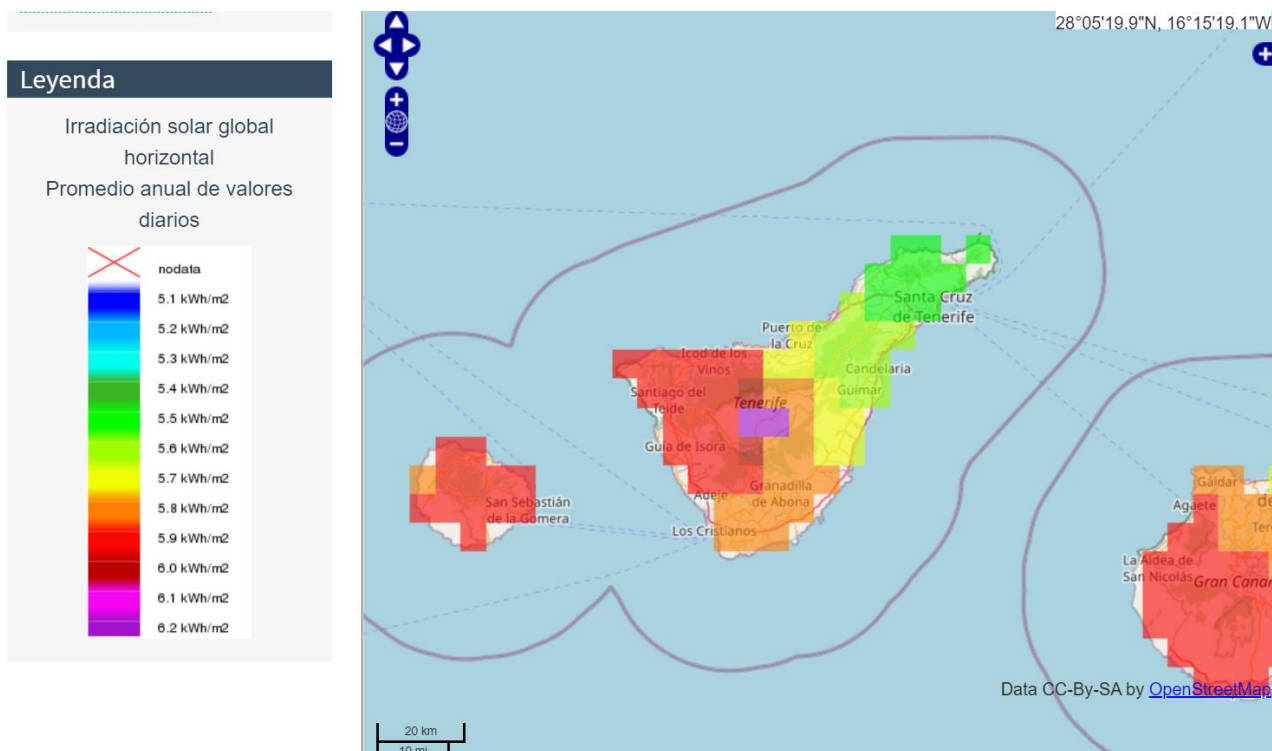 28°05'19.9"N, 16°15'19.1"W
Leyenda
Irradiación solar global
horizontal
Promedio anual de valores
diarios
nodata
5.1 kWh/m2
5.2 kWh/m2
5.3 kWh/m2
5.4 kWh/m2
5.5 kWh/m2
5.6 kWh/m2
5.7 kWh/m2
5.8 kWh/m2
5.9 kWh/m2
6.0 kWh/m2
6.1 kWh/m2
6.2 kWh/m2
Santa Cruz
de Tenerife
Puerto de
la Cruz
Icod de los
Vinos
Candelaria
Güímar
Santiago del
Teide
Tenerife
Guía de Isora
Adeje
Granadilla
de Abona
Los Cristianos
San Sebastián
de la Gomera
Gáldar
Agaete
La Aldea de
San Nicolás
Gran Canar
Data CC-By-SA by OpenStreetMap
20 km
10 mi